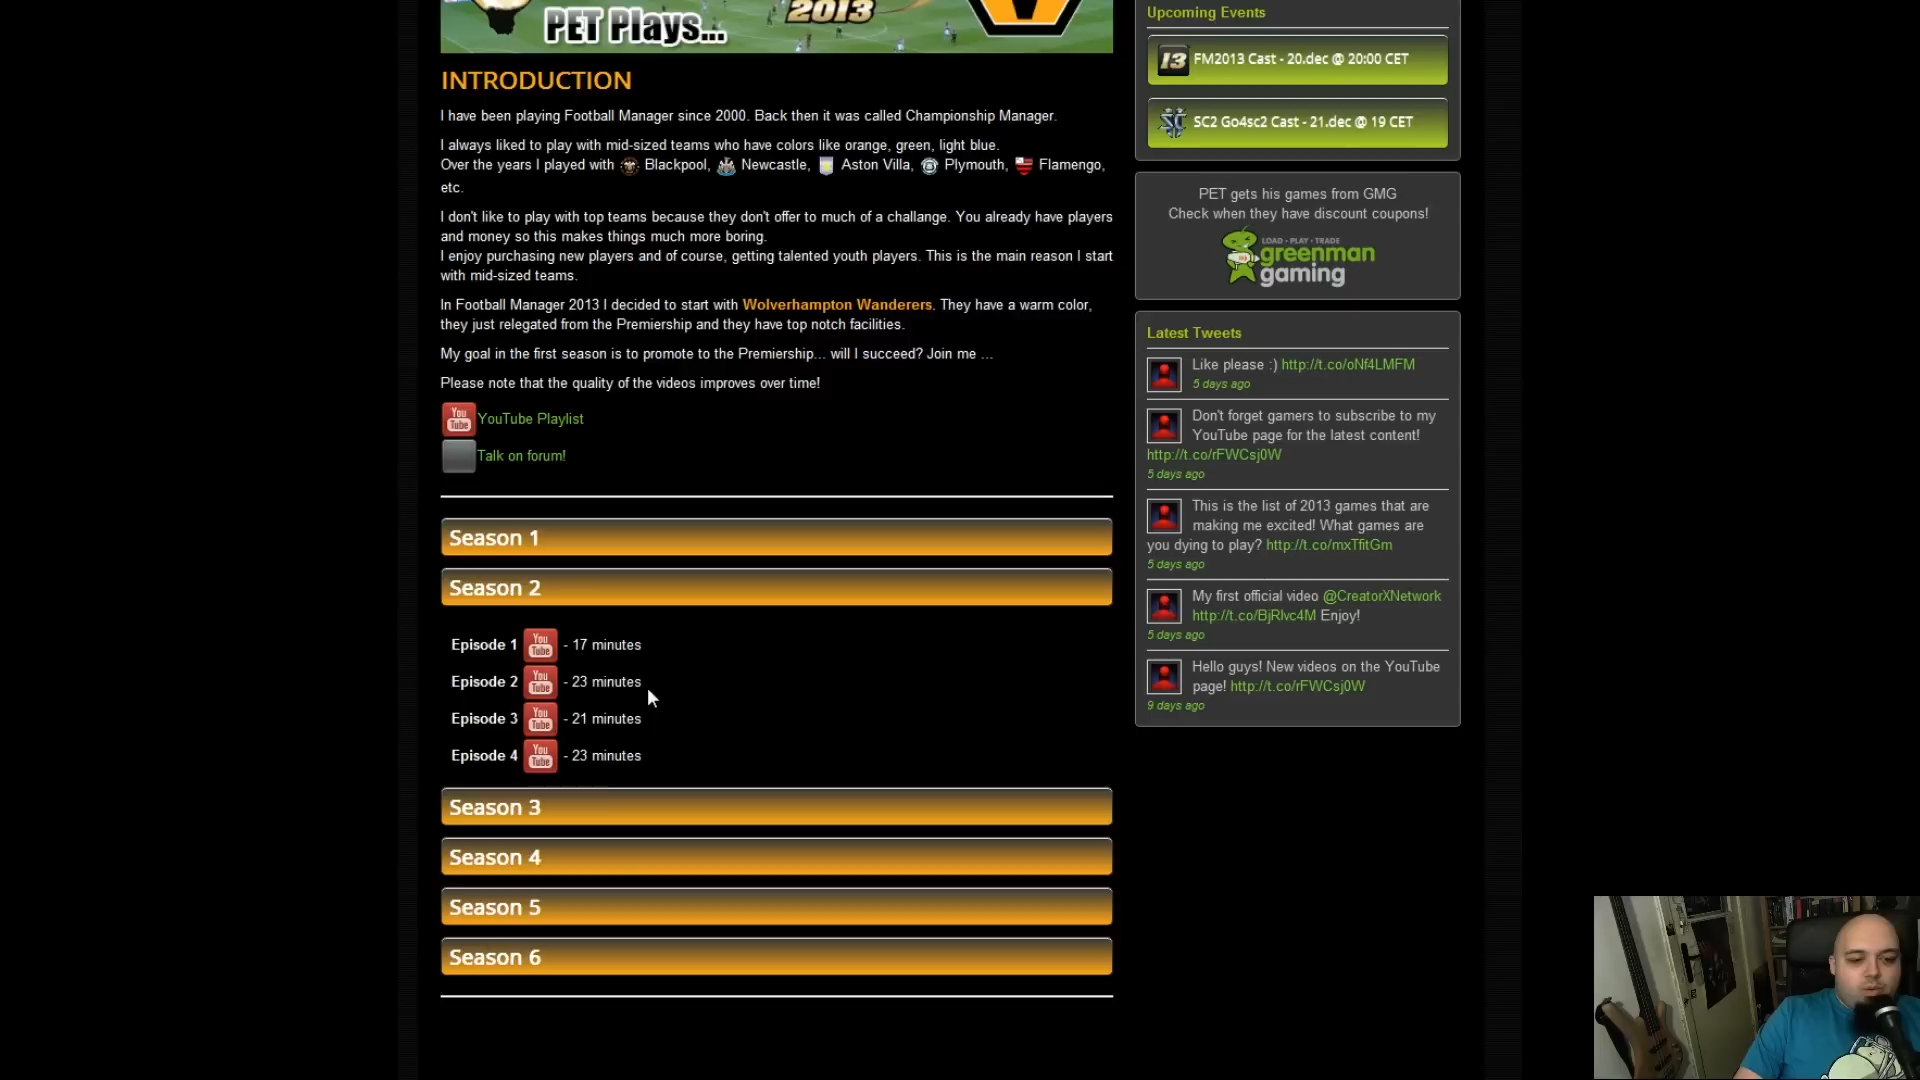 2013
PET Plays...
INTRODUCTION
I have been playing Football Manager since 2000. Back then it was called Championship Manager.
I always liked to play with mid-sized teams who have colors like orange, green, light blue.
Over the years I played with Blackpool, Newcastle, Aston Villa, Plymouth, Flamengo,
etc.
I don't like to play with top teams because they don't offer to much of a challange. You already have players
and money so this makes things much more boring.
I enjoy purchasing new players and of course, getting talented youth players. This is the main reason I start
with mid-sized teams.
In Football Manager 2013 I decided to start with Wolverhampton Wanderers. They have a warm color,
they just relegated from the Premiership and they have top notch facilities.
My goal in the first season is to promote to the Premiership... will I succeed? Join me ...
Please note that the quality of the videos improves over time!
You Tube YouTube Playlist
Talk on forum!
Season 1
Season 2
Episode 1 You Tube - 17 minutes
Episode 2 You Tube - 23 minutes
Episode 3 You Tube - 21 minutes
Episode 4 You Tube - 23 minutes
Season 3
Season 4
Season 5
Season 6
Upcoming Events
13 FM2013 Cast - 20.dec @ 20:00 CET
SC2 Go4sc2 Cast - 21.dec @ 19 CET
PET gets his games from GMG
Check when they have discount coupons!
LOAD • PLAY • TRADE
greenman
gaming
Latest Tweets
Like please :) http://t.co/oNf4LMFM
5 days ago
Don't forget gamers to subscribe to my
YouTube page for the latest content!
http://t.co/rFWCsj0W
5 days ago
This is the list of 2013 games that are
making me excited! What games are
you dying to play? http://t.co/mxTfitGm
5 days ago
My first official video @CreatorXNetwork
http://t.co/BjRlvc4M Enjoy!
5 days ago
Hello guys! New videos on the YouTube
page! http://t.co/rFWCsj0W
9 days ago